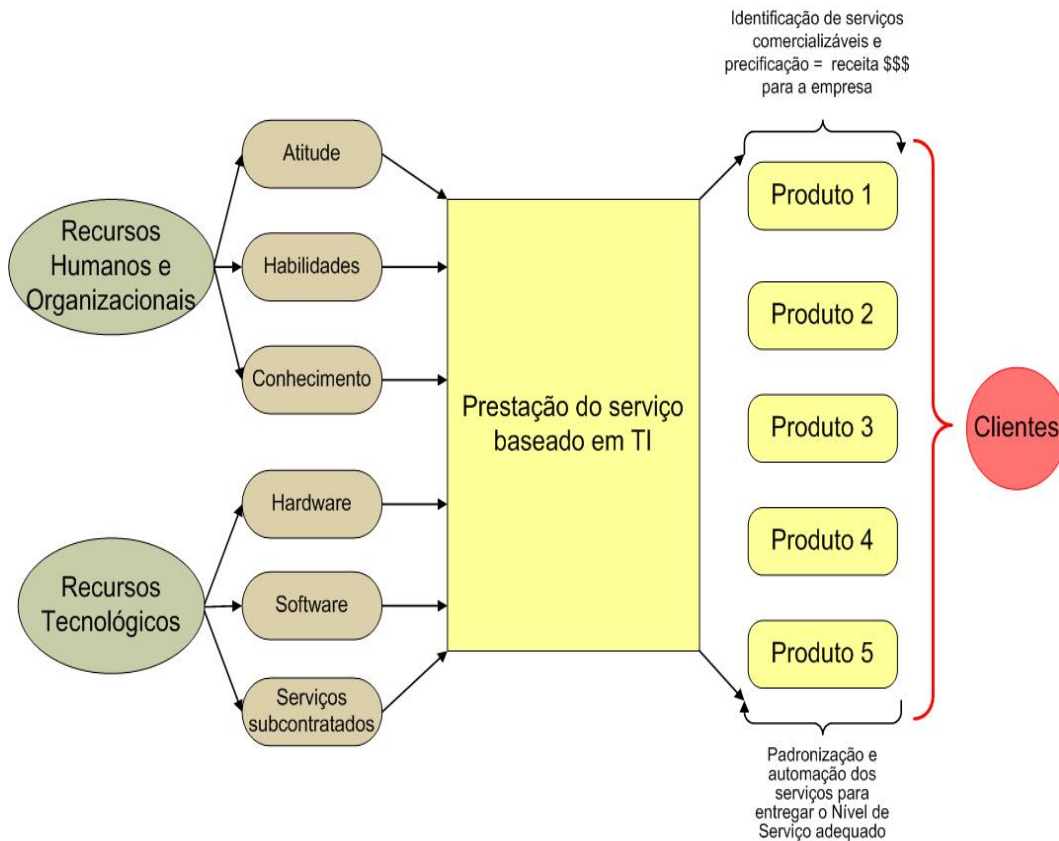 Identificação de serviços
comercializáveis e
precificação = receita $$$
para a empresa
Atitude
Recursos
Humanos e
Organizacionais
Habilidades
Conhecimento
Hardware
Recursos
Tecnológicos
Software
Serviços
subcontratados
Prestação do serviço
baseado em TI
Produto 1
Produto 2
Produto 3
Produto 4
Produto 5
Clientes
Padronização e
automação dos
serviços para
entregar o Nível de
Serviço adequado